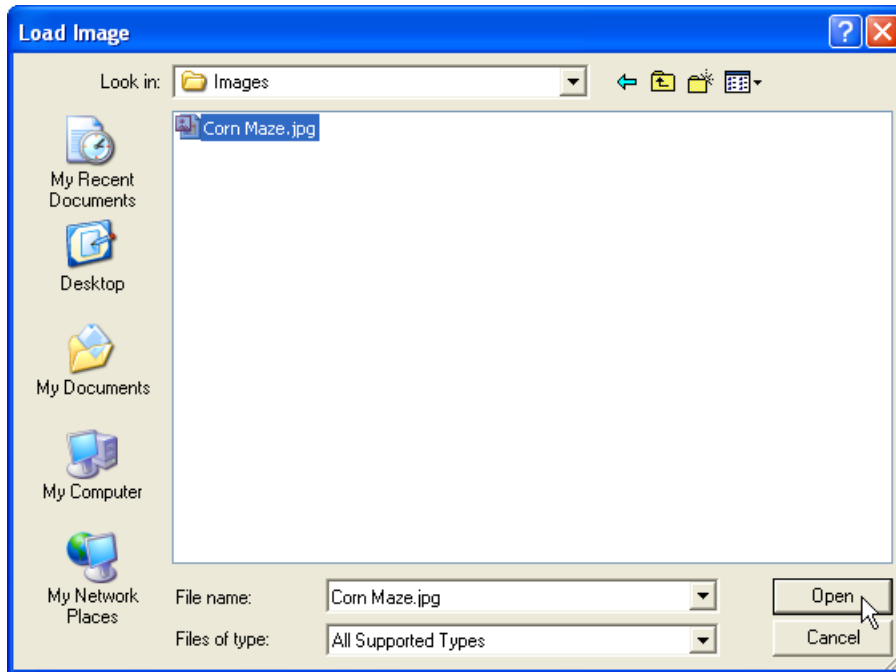 Load Image
Look in:
Images
Corn Maze.jpg
My Recent
Documents
Desktop
My Documents
My Computer
My Network
Places
File name:
Corn Maze.jpg
Open
Files of type:
All Supported Types
Cancel